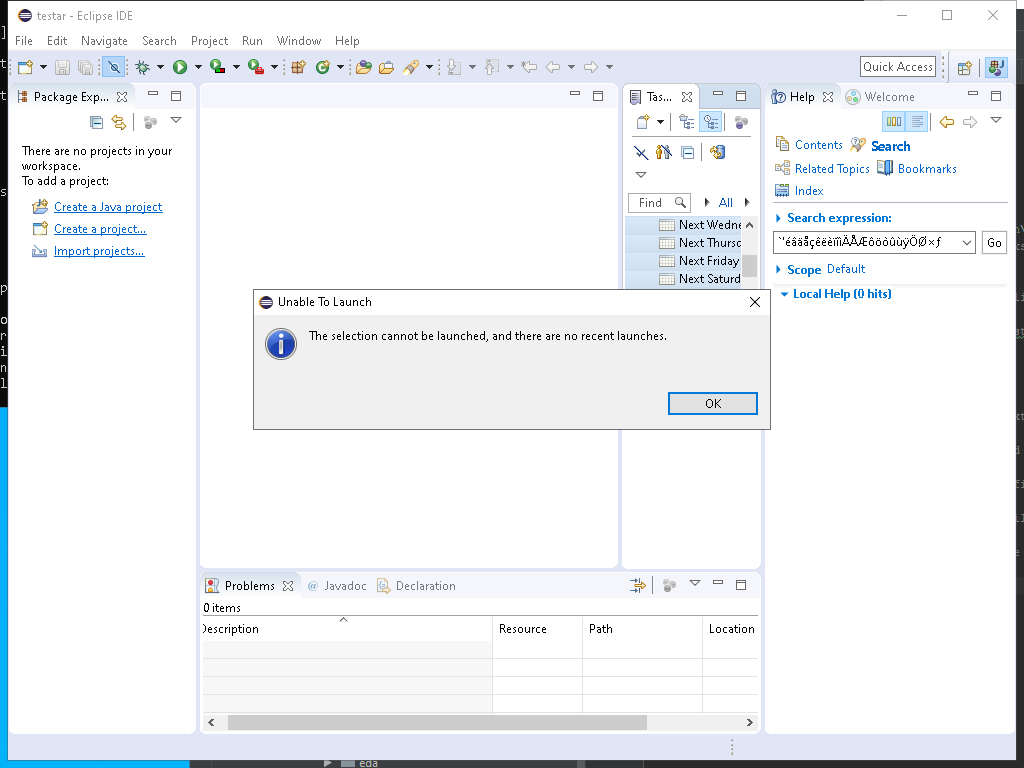 testar - Eclipse IDE
File Edit Navigate Search Project Run Window Help
Quick Access
Package Exp...
There are no projects in your
workspace.
To add a project:
Create a Java project
Create a project...
Import projects...
Tas...
Find
All
Next Wedne
Next Thursd
Next Friday
Next Saturd
Help
Welcome
Contents
Search
Related Topics
Bookmarks
Index
Search expression:
Go
Scope Default
Local Help (0 hits)
Unable To Launch
The selection cannot be launched, and there are no recent launches.
OK
Problems
Javadoc
Declaration
0 items
Description Resource Path Location
eda